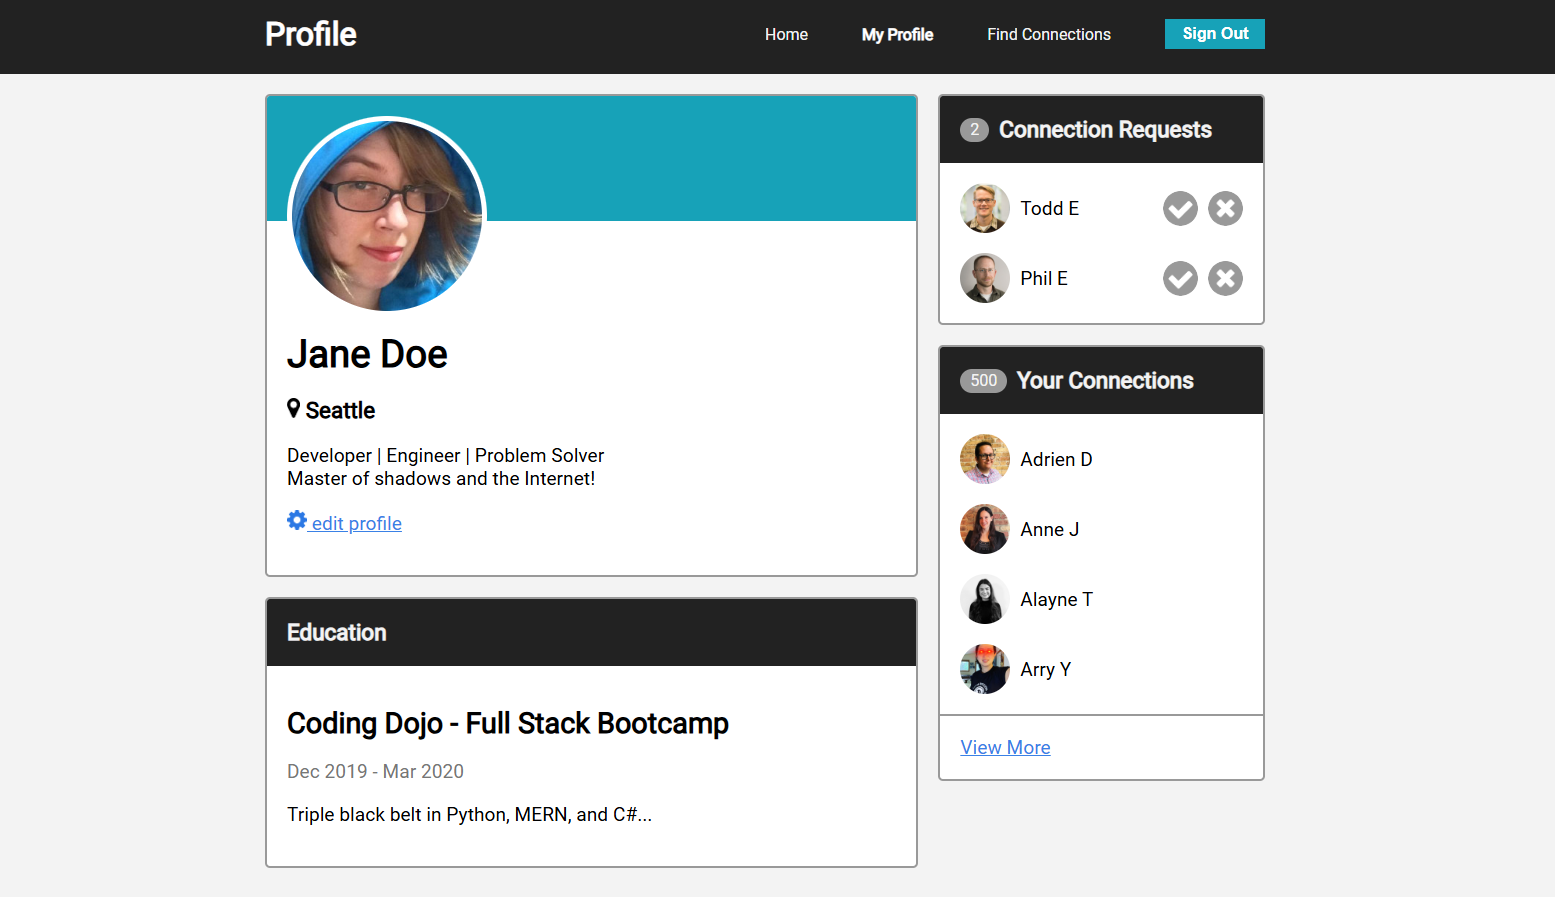 Profile
Home
My Profile
Find Connections
Sign Out
Jane Doe
Seattle
Developer | Engineer | Problem Solver
Master of shadows and the Internet!
edit profile
Education
Coding Dojo - Full Stack Bootcamp
Dec 2019 - Mar 2020
Triple black belt in Python, MERN, and C#...
2 Connection Requests
Todd E
Phil E
500 Your Connections
Adrien D
Anne J
Alayne T
Arry Y
View More